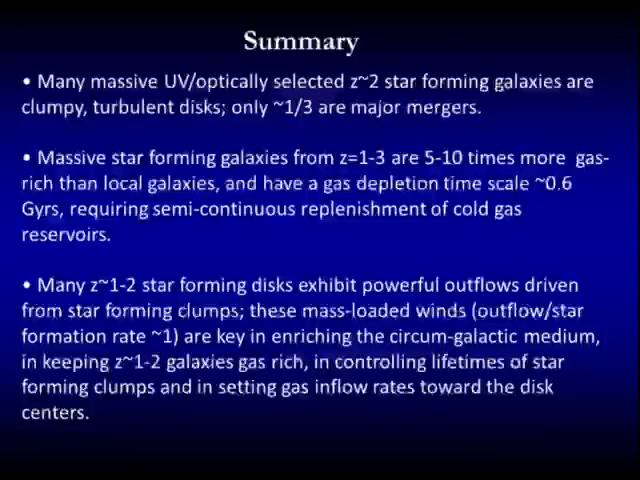 Summary
• Many massive UV/optically selected z~2 star forming galaxies are
clumpy, turbulent disks; only ~1/3 are major mergers.
• Massive star forming galaxies from z=1-3 are 5-10 times more gas-
rich than local galaxies, and have a gas depletion time scale ~0.6
Gyrs, requiring semi-continuous replenishment of cold gas
reservoirs.
• Many z~1-2 star forming disks exhibit powerful outflows driven
from star forming clumps; these mass-loaded winds (outflow/star
formation rate ~1) are key in enriching the circum-galactic medium,
in keeping z~1-2 galaxies gas rich, in controlling lifetimes of star
forming clumps and in setting gas inflow rates toward the disk
centers.